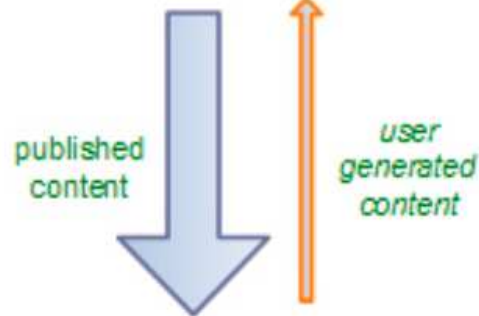 published
content
user
generated
content